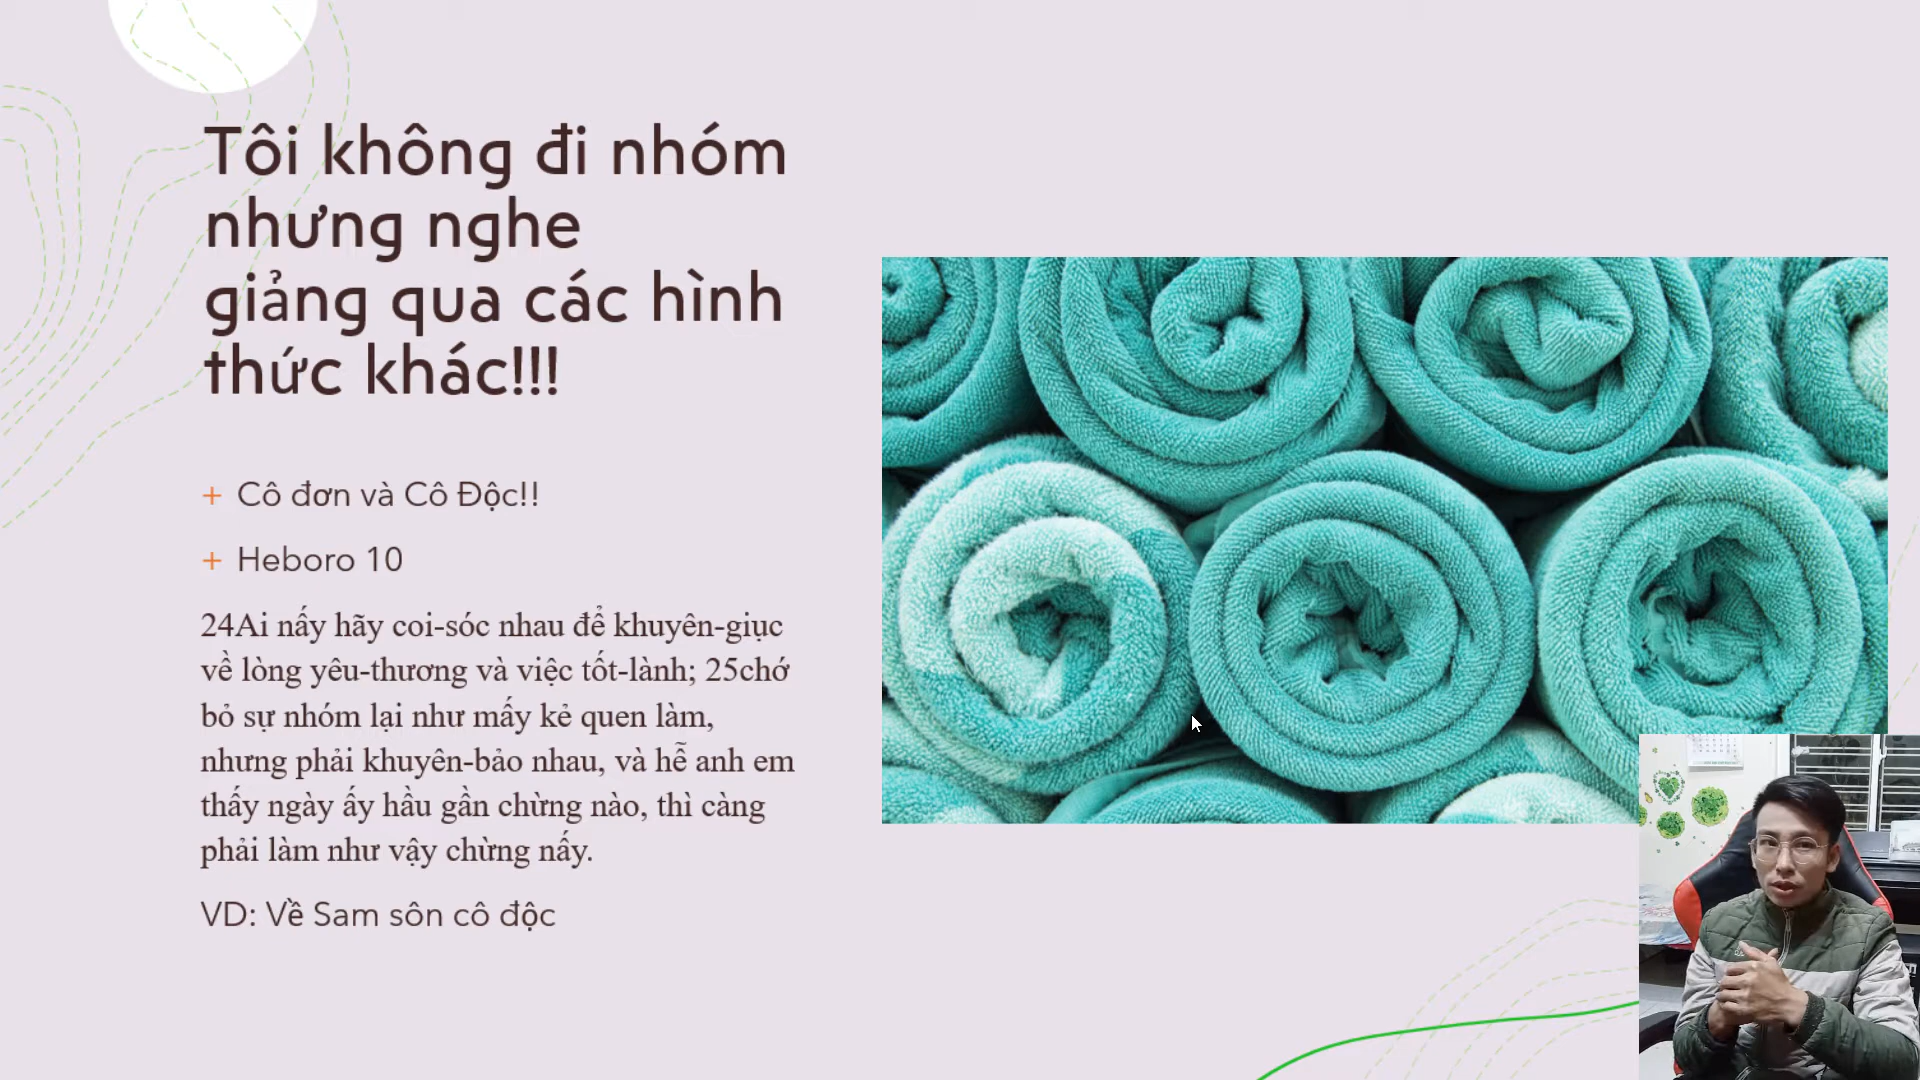 Tôi không đi nhóm
nhưng nghe
giảng qua các hình
thức khác!!!
+ Cô đơn và Cô Độc!!
+ Heboro 10
24Ai nấy hãy coi-sóc nhau để khuyên-giục
về lòng yêu-thương và việc tốt-lành; 25chớ
bỏ sự nhóm lại như mấy kẻ quen làm,
nhưng phải khuyên-bảo nhau, và hễ anh em
thấy ngày ấy hầu gần chừng nào, thì càng
phải làm như vậy chừng nấy.
VD: Về Sam sôn cô độc